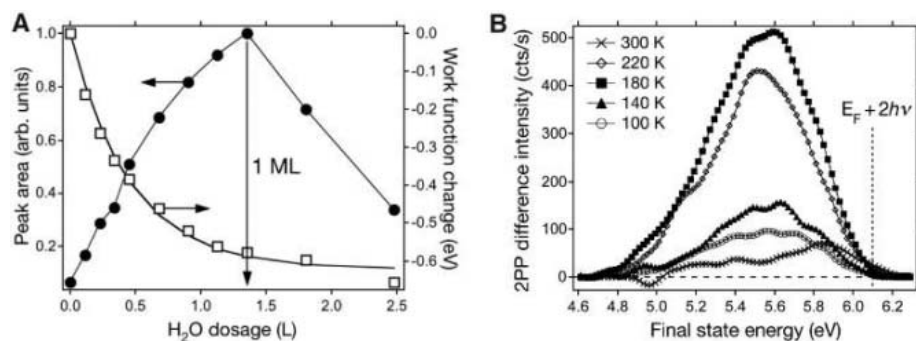 A
B
1.0
0.8
0.6
0.4
0.2
Peak area (arb. units)
0.0
-0.1
-0.2
-0.3
-0.4
-0.5
-0.6
Work function change (eV)
1 ML
0.0 0.5 1.0 1.5 2.0 2.5
H₂O dosage (L)
500
400
300
200
100
0
2PP difference intensity (cts/s)
300 K
220 K
180 K
140 K
100 K
E_F + 2hν
4.6 4.8 5.0 5.2 5.4 5.6 5.8 6.0 6.2
Final state energy (eV)